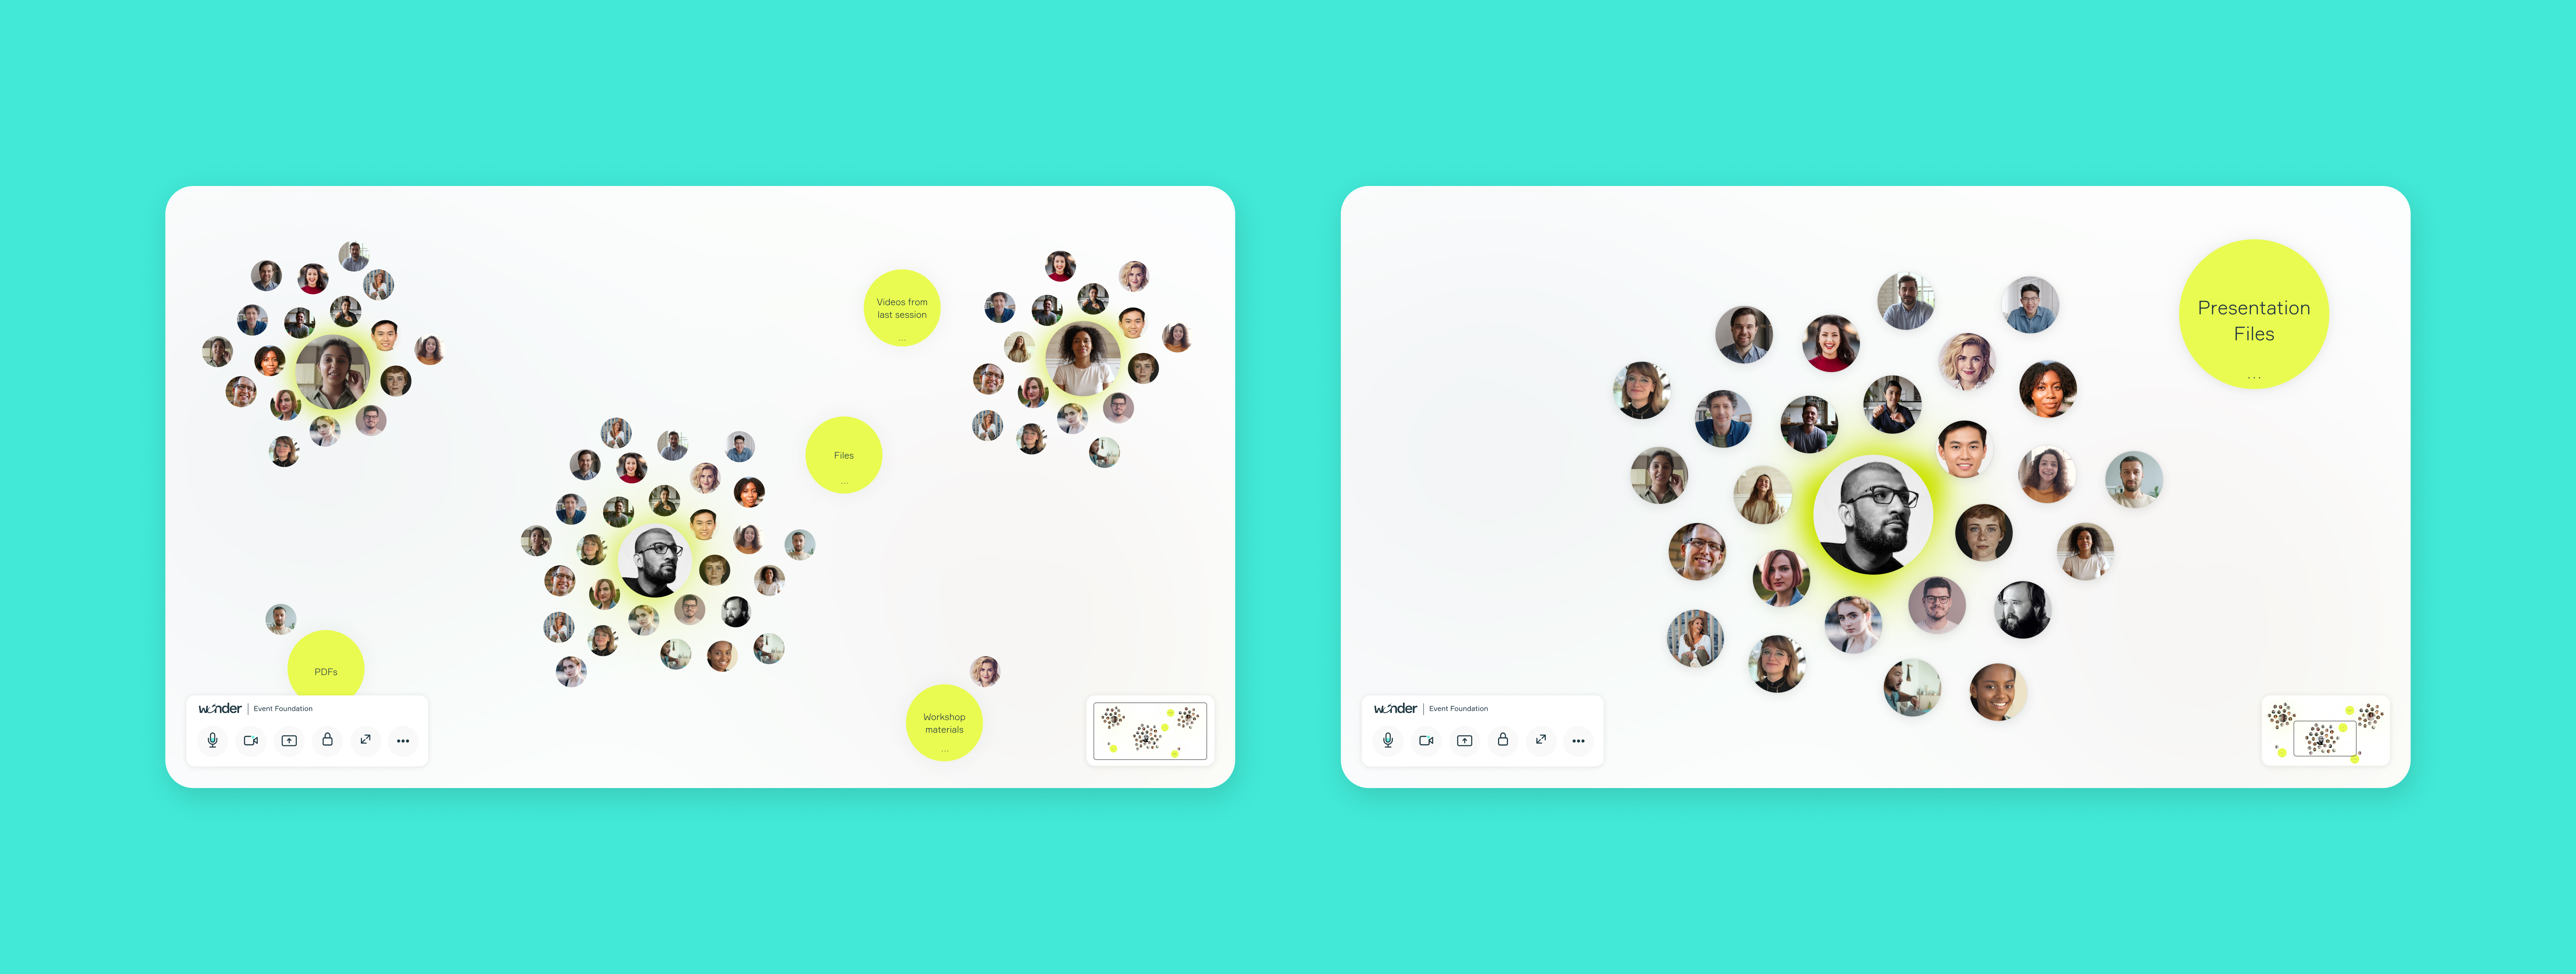 Videos from
last session
...
Files
...
PDFs
Workshop
materials
...
wonder | Event Foundation
Presentation
Files
...
wonder | Event Foundation